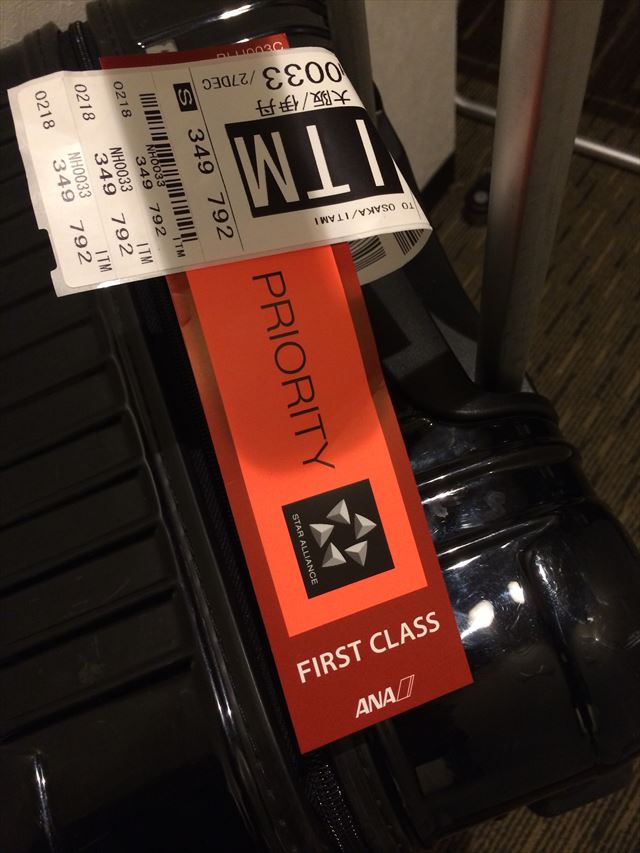 TO OSAKA/ITAMI
ITM
大阪/伊丹
0033/27DEC
S 349 792
NH0033
349 792
ITM
0218
NH0033
349 792 ITM
0218
NH0033
349 792 ITM
0218
PRIORITY
STAR ALLIANCE
FIRST CLASS
ANA